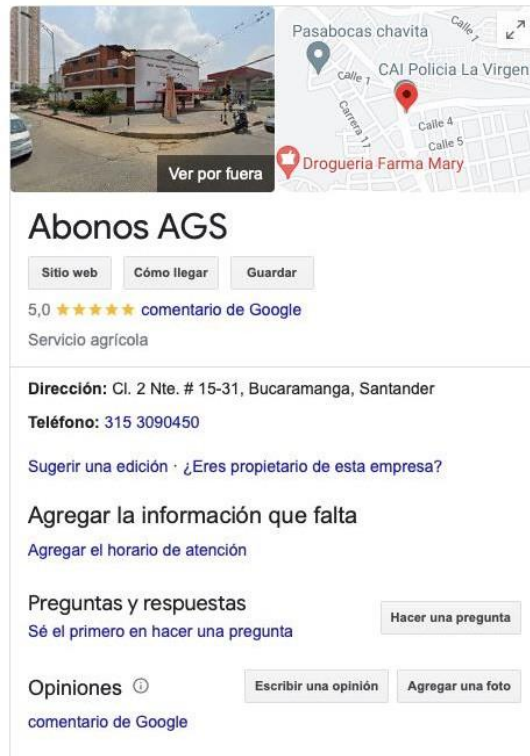 Pasabocas chavita
Calle 1
CAI Policia La Virgen
Calle 1
Carrera 17
Calle 4
Calle 5
Drogueria Farma Mary
Ver por fuera
Abonos AGS
Sitio web
Cómo llegar
Guardar
5,0 ★★★★★ comentario de Google
Servicio agrícola
Dirección: Cl. 2 Nte. # 15-31, Bucaramanga, Santander
Teléfono: 315 3090450
Sugerir una edición · ¿Eres propietario de esta empresa?
Agregar la información que falta
Agregar el horario de atención
Preguntas y respuestas
Hacer una pregunta
Sé el primero en hacer una pregunta
Opiniones
Escribir una opinión
Agregar una foto
comentario de Google